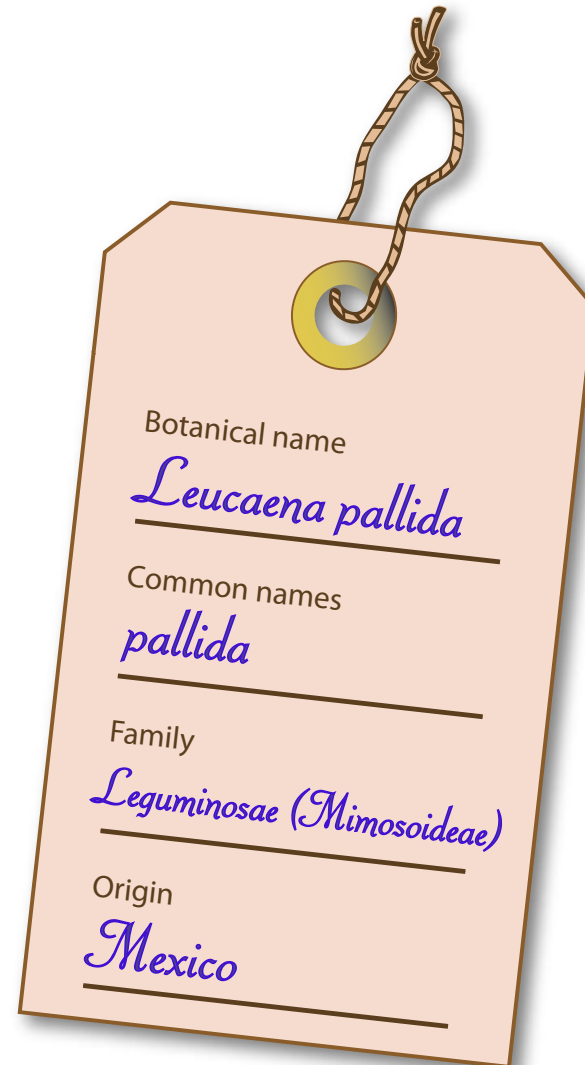 Botanical name
Leucaena pallida
Common names
pallida
Family
Leguminosae (Mimosoideae)
Origin
Mexico